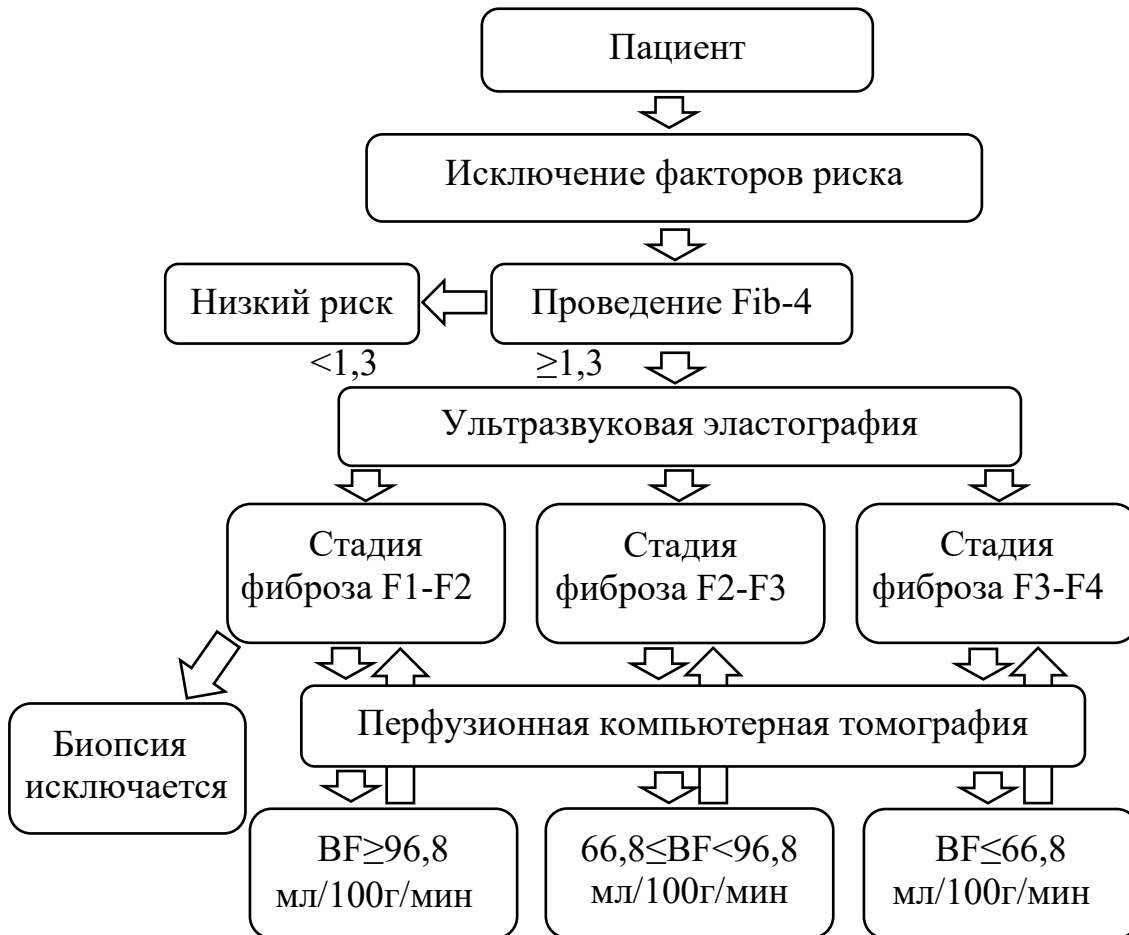 Пациент
Исключение факторов риска
Низкий риск
Проведение Fib-4
<1,3
≥1,3
Ультразвуковая эластография
Стадия
фиброза F1-F2
Стадия
фиброза F2-F3
Стадия
фиброза F3-F4
Биопсия
исключается
Перфузионная компьютерная томография
BF≥96,8
мл/100г/мин
66,8≤BF<96,8
мл/100г/мин
BF≤66,8
мл/100г/мин